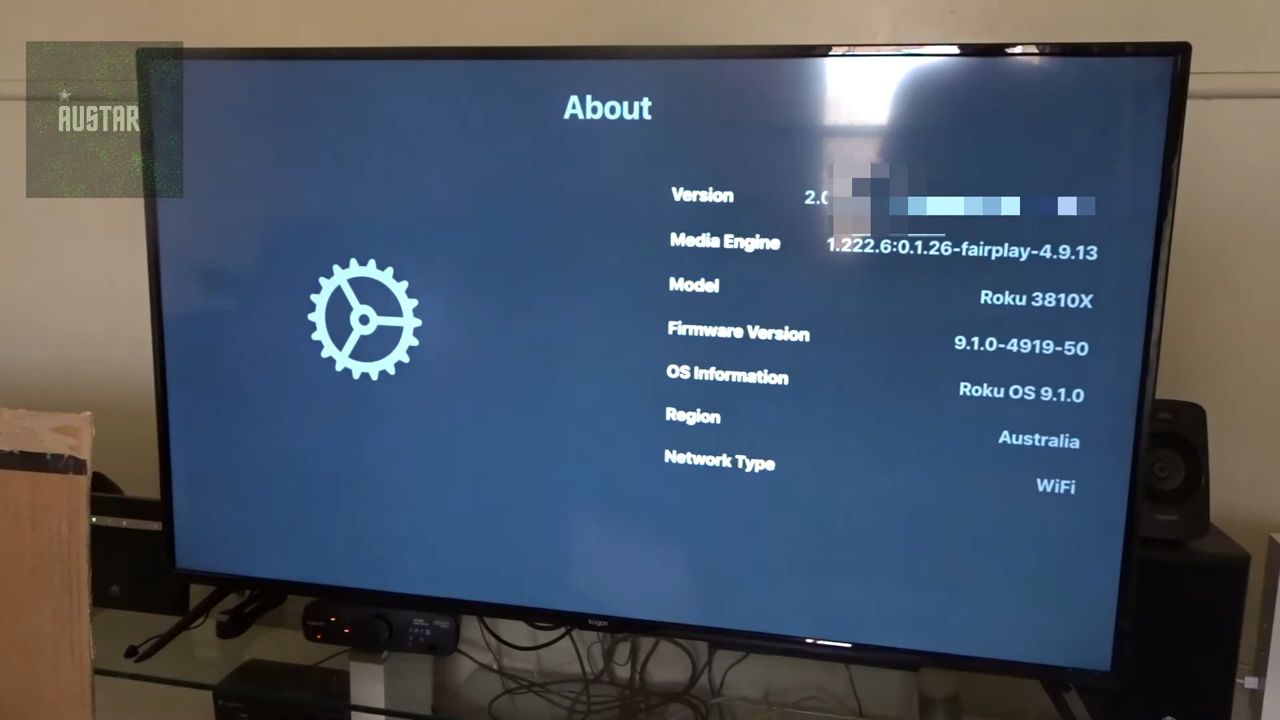 AUSTAR
About
Version 2.0
Media Engine 1.222.6:0.1.26-fairplay-4.9.13
Model Roku 3810X
Firmware Version 9.1.0-4919-50
OS Information Roku OS 9.1.0
Region Australia
Network Type WiFi
kogan